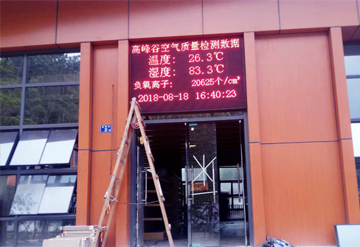 高峰谷空气质量检测数据
温度: 26.3℃
湿度: 83.3℃
负氧离子: 20625个/cm³
2018-08-18 16:40:23